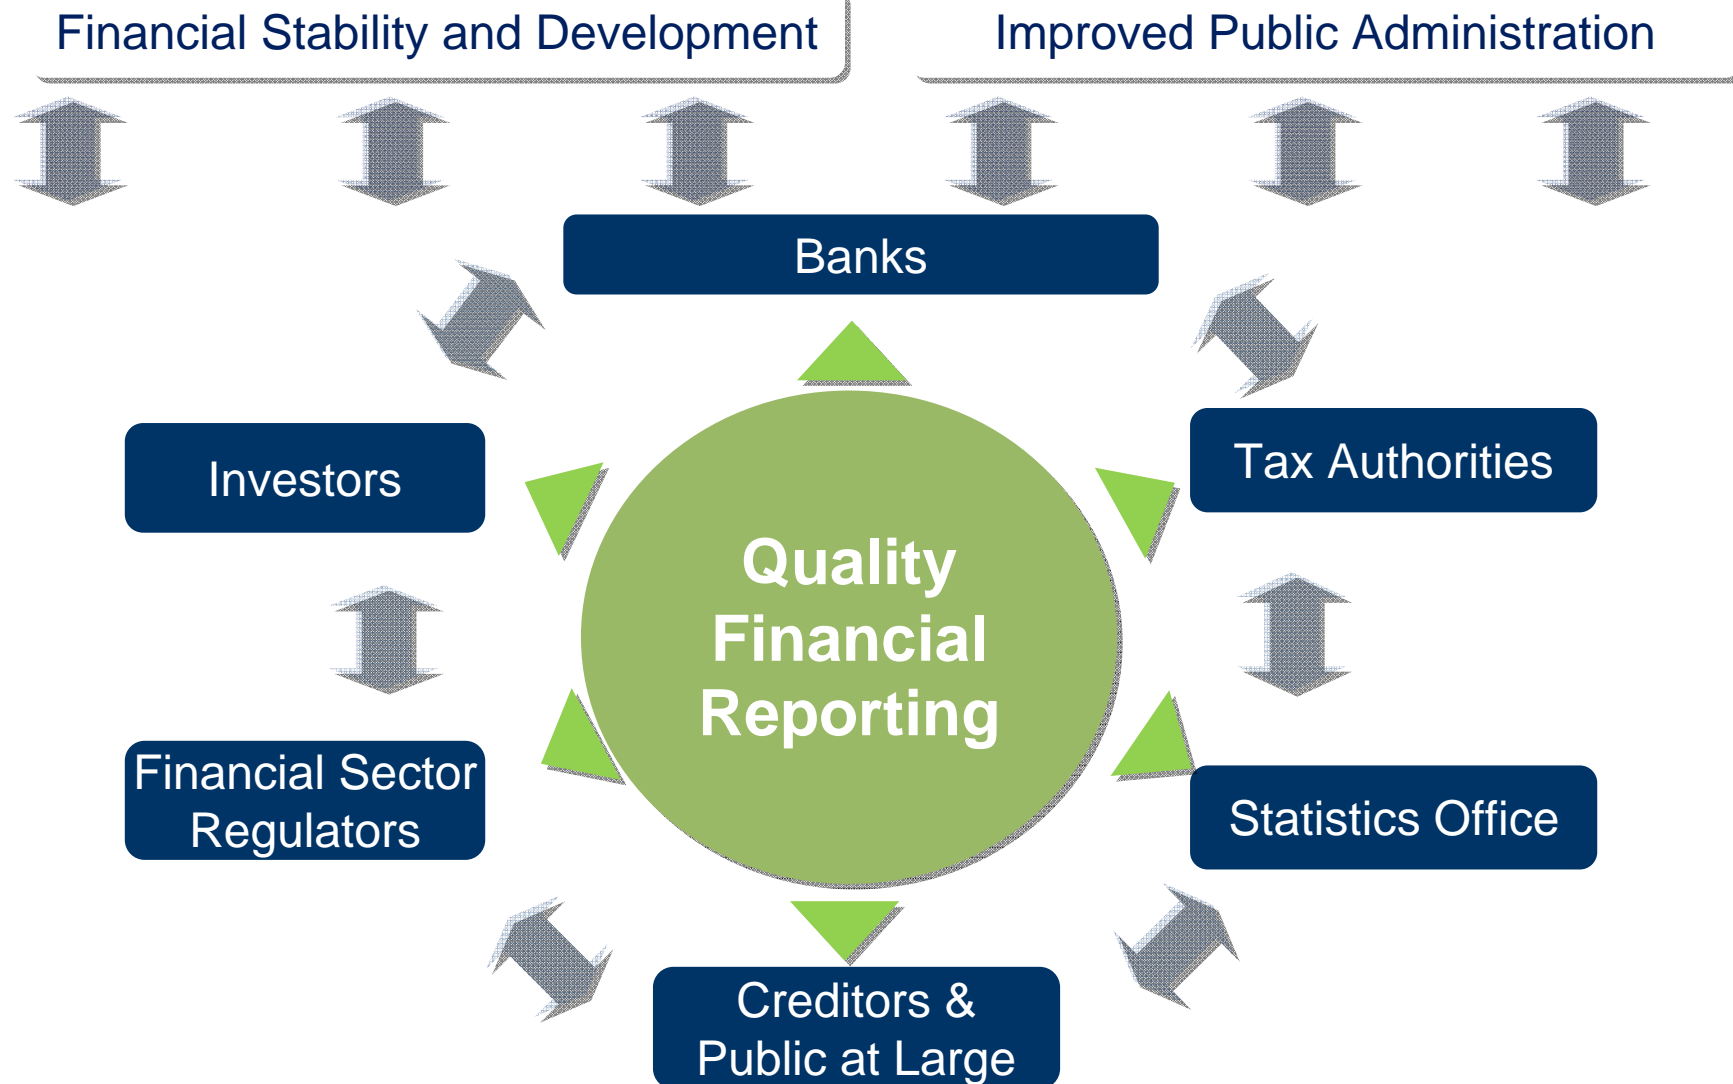 Financial Stability and Development
Improved Public Administration
Banks
Investors
Tax Authorities
Quality
Financial
Reporting
Financial Sector
Regulators
Statistics Office
Creditors &
Public at Large